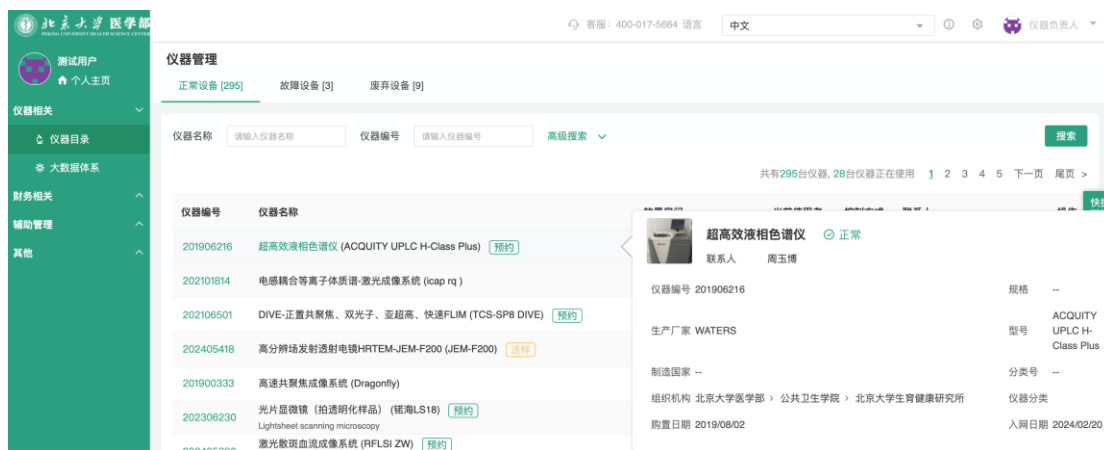 北京大学 医学部
PEKING UNIVERSITY HEALTH SCIENCE CENTER
客服：400-017-5664 语言 中文 仪器负责人
测试用户
个人主页
仪器管理
正常设备 [295] 故障设备 [3] 废弃设备 [9]
仪器相关
仪器目录
大数据体系
财务相关
辅助管理
其他
仪器名称 请输入仪器名称 仪器编号 请输入仪器编号 高级搜索 搜索
共有295台仪器, 28台仪器正在使用 1 2 3 4 5 下一页 尾页 >
仪器编号 仪器名称
201906216 超高效液相色谱仪 (ACQUITY UPLC H-Class Plus) 预约
202101814 电感耦合等离子体质谱-激光成像系统 (icap rq )
202106501 DIVE-正置共聚焦、双光子、亚超高、快速FLIM (TCS-SP8 DIVE) 预约
202405418 高分辨场发射透射电镜HRTEM-JEM-F200 (JEM-F200) 送样
201900333 高速共聚焦成像系统 (Dragonfly)
202306230 光片显微镜（拍透明化样品） (锘海LS18) 预约
Lightsheet scanning microscopy
激光散斑血流成像系统 (RFLSI ZW) 预约
超高效液相色谱仪 正常
联系人 周玉博
仪器编号 201906216 规格 --
生产厂家 WATERS 型号 ACQUITY
UPLC H-
Class Plus
制造国家 -- 分类号 --
组织机构 北京大学医学部 > 公共卫生学院 > 北京大学生育健康研究所 仪器分类
购置日期 2019/08/02 入网日期 2024/02/20